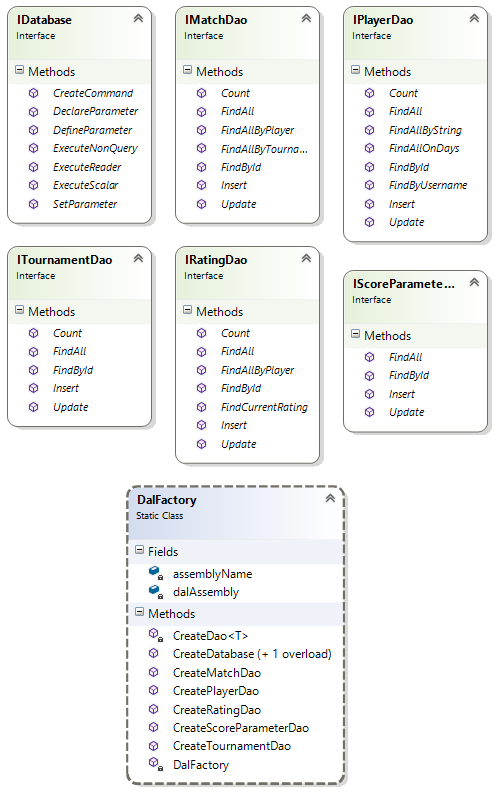 IDatabase
Interface
Methods
CreateCommand
DeclareParameter
DefineParameter
ExecuteNonQuery
ExecuteReader
ExecuteScalar
SetParameter
IMatchDao
Interface
Methods
Count
FindAll
FindAllByPlayer
FindAllByTourna...
FindById
Insert
Update
IPlayerDao
Interface
Methods
Count
FindAll
FindAllByString
FindAllOnDays
FindById
FindByUsername
Insert
Update
ITournamentDao
Interface
Methods
Count
FindAll
FindById
Insert
Update
IRatingDao
Interface
Methods
Count
FindAll
FindAllByPlayer
FindById
FindCurrentRating
Insert
Update
IScoreParamete...
Interface
Methods
FindAll
FindById
Insert
Update
DalFactory
Static Class
Fields
assemblyName
dalAssembly
Methods
CreateDao<T>
CreateDatabase (+ 1 overload)
CreateMatchDao
CreatePlayerDao
CreateRatingDao
CreateScoreParameterDao
CreateTournamentDao
DalFactory